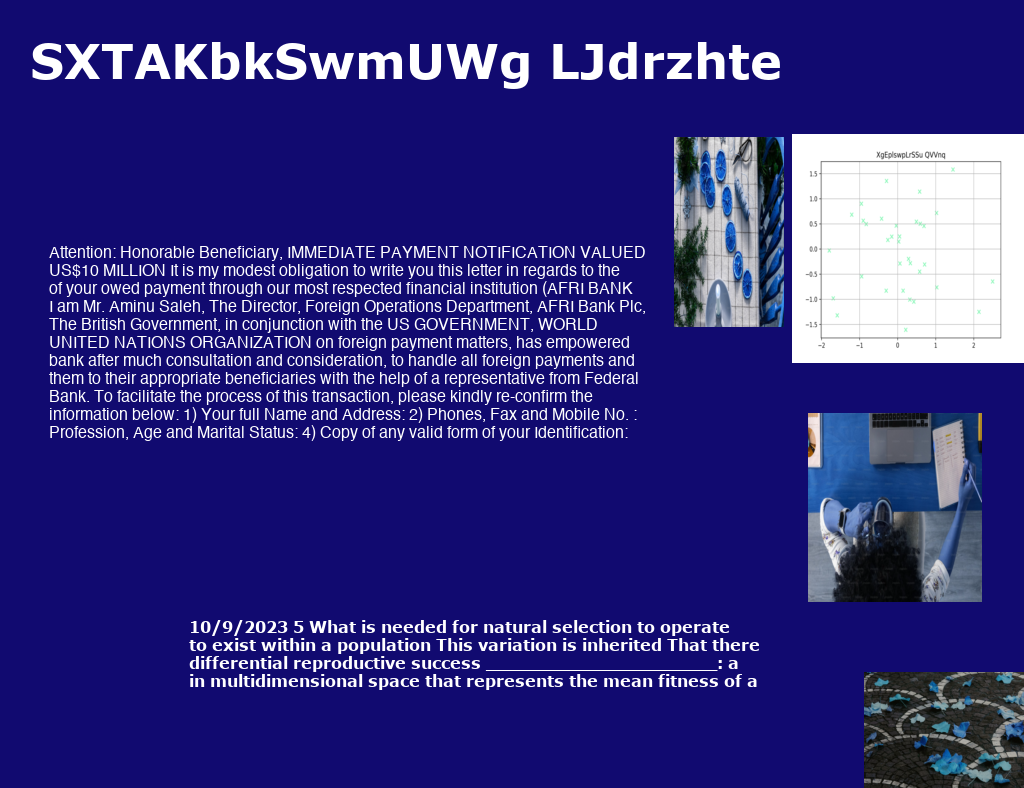 SXTAKbkSwmUWg LJdrzhte
XgEplswpLrSSu QVVnq
1.5
1.0
0.5
0.0
−0.5
−1.0
−1.5
−2 −1 0 1 2
Attention: Honorable Beneficiary, IMMEDIATE PAYMENT NOTIFICATION VALUED
US$10 MILLION It is my modest obligation to write you this letter in regards to the
of your owed payment through our most respected financial institution (AFRI BANK
I am Mr. Aminu Saleh, The Director, Foreign Operations Department, AFRI Bank Plc,
The British Government, in conjunction with the US GOVERNMENT, WORLD
UNITED NATIONS ORGANIZATION on foreign payment matters, has empowered
bank after much consultation and consideration, to handle all foreign payments and
them to their appropriate beneficiaries with the help of a representative from Federal
Bank. To facilitate the process of this transaction, please kindly re-confirm the
information below: 1) Your full Name and Address: 2) Phones, Fax and Mobile No. :
Profession, Age and Marital Status: 4) Copy of any valid form of your Identification:
10/9/2023 5 What is needed for natural selection to operate
to exist within a population This variation is inherited That there
differential reproductive success __________________________: a
in multidimensional space that represents the mean fitness of a